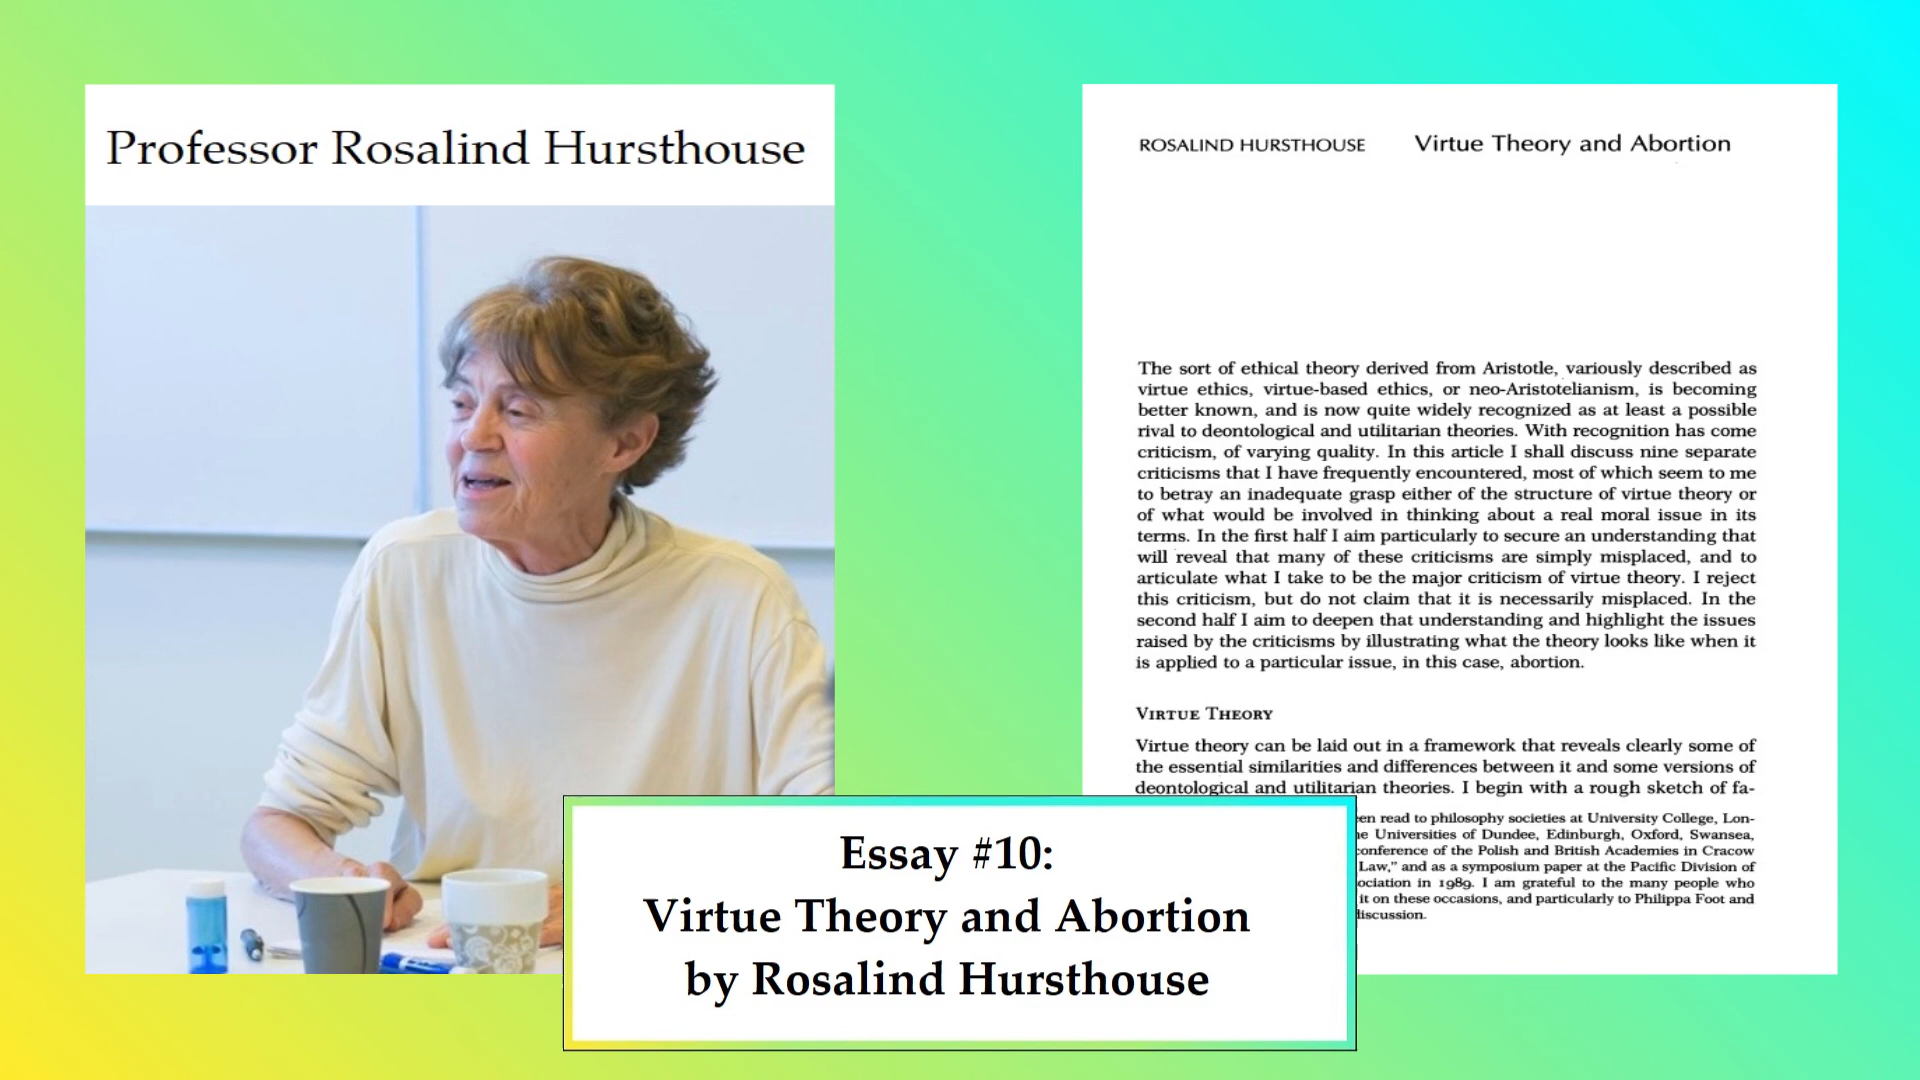 Professor Rosalind Hursthouse
ROSALIND HURSTHOUSE Virtue Theory and Abortion
The sort of ethical theory derived from Aristotle, variously described as
virtue ethics, virtue-based ethics, or neo-Aristotelianism, is becoming
better known, and is now quite widely recognized as at least a possible
rival to deontological and utilitarian theories. With recognition has come
criticism, of varying quality. In this article I shall discuss nine separate
criticisms that I have frequently encountered, most of which seem to me
to betray an inadequate grasp either of the structure of virtue theory or
of what would be involved in thinking about a real moral issue in its
terms. In the first half I aim particularly to secure an understanding that
will reveal that many of these criticisms are simply misplaced, and to
articulate what I take to be the major criticism of virtue theory. I reject
this criticism, but do not claim that it is necessarily misplaced. In the
second half I aim to deepen that understanding and highlight the issues
raised by the criticisms by illustrating what the theory looks like when it
is applied to a particular issue, in this case, abortion.
VIRTUE THEORY
Virtue theory can be laid out in a framework that reveals clearly some of
the essential similarities and differences between it and some versions of
deontological and utilitarian theories. I begin with a rough sketch of fa-
read to philosophy societies at University College, Lon-
Universities of Dundee, Edinburgh, Oxford, Swansea,
conference of the Polish and British Academies in Cracow
Law,” and as a symposium paper at the Pacific Division of
in 1989. I am grateful to the many people who
it on these occasions, and particularly to Philippa Foot and
discussion.
Essay #10:
Virtue Theory and Abortion
by Rosalind Hursthouse